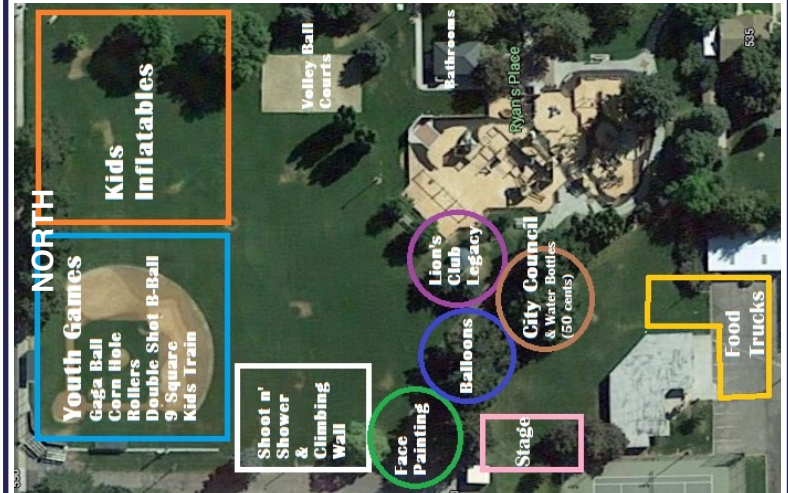 NORTH
Kids
Inflatables
Volley Ball
Courts
Bathrooms
Ryan's Place
535
Youth Games
Gaga Ball
Corn Hole
Rollers
Double Shot B-Ball
9 Square
Kids Train
Lion's
Club
Legacy
City Council
& Water Bottles
(50 cents)
Shoot n'
Shower
&
Climbing
Wall
Balloons
Face
Painting
Stage
Food
Trucks